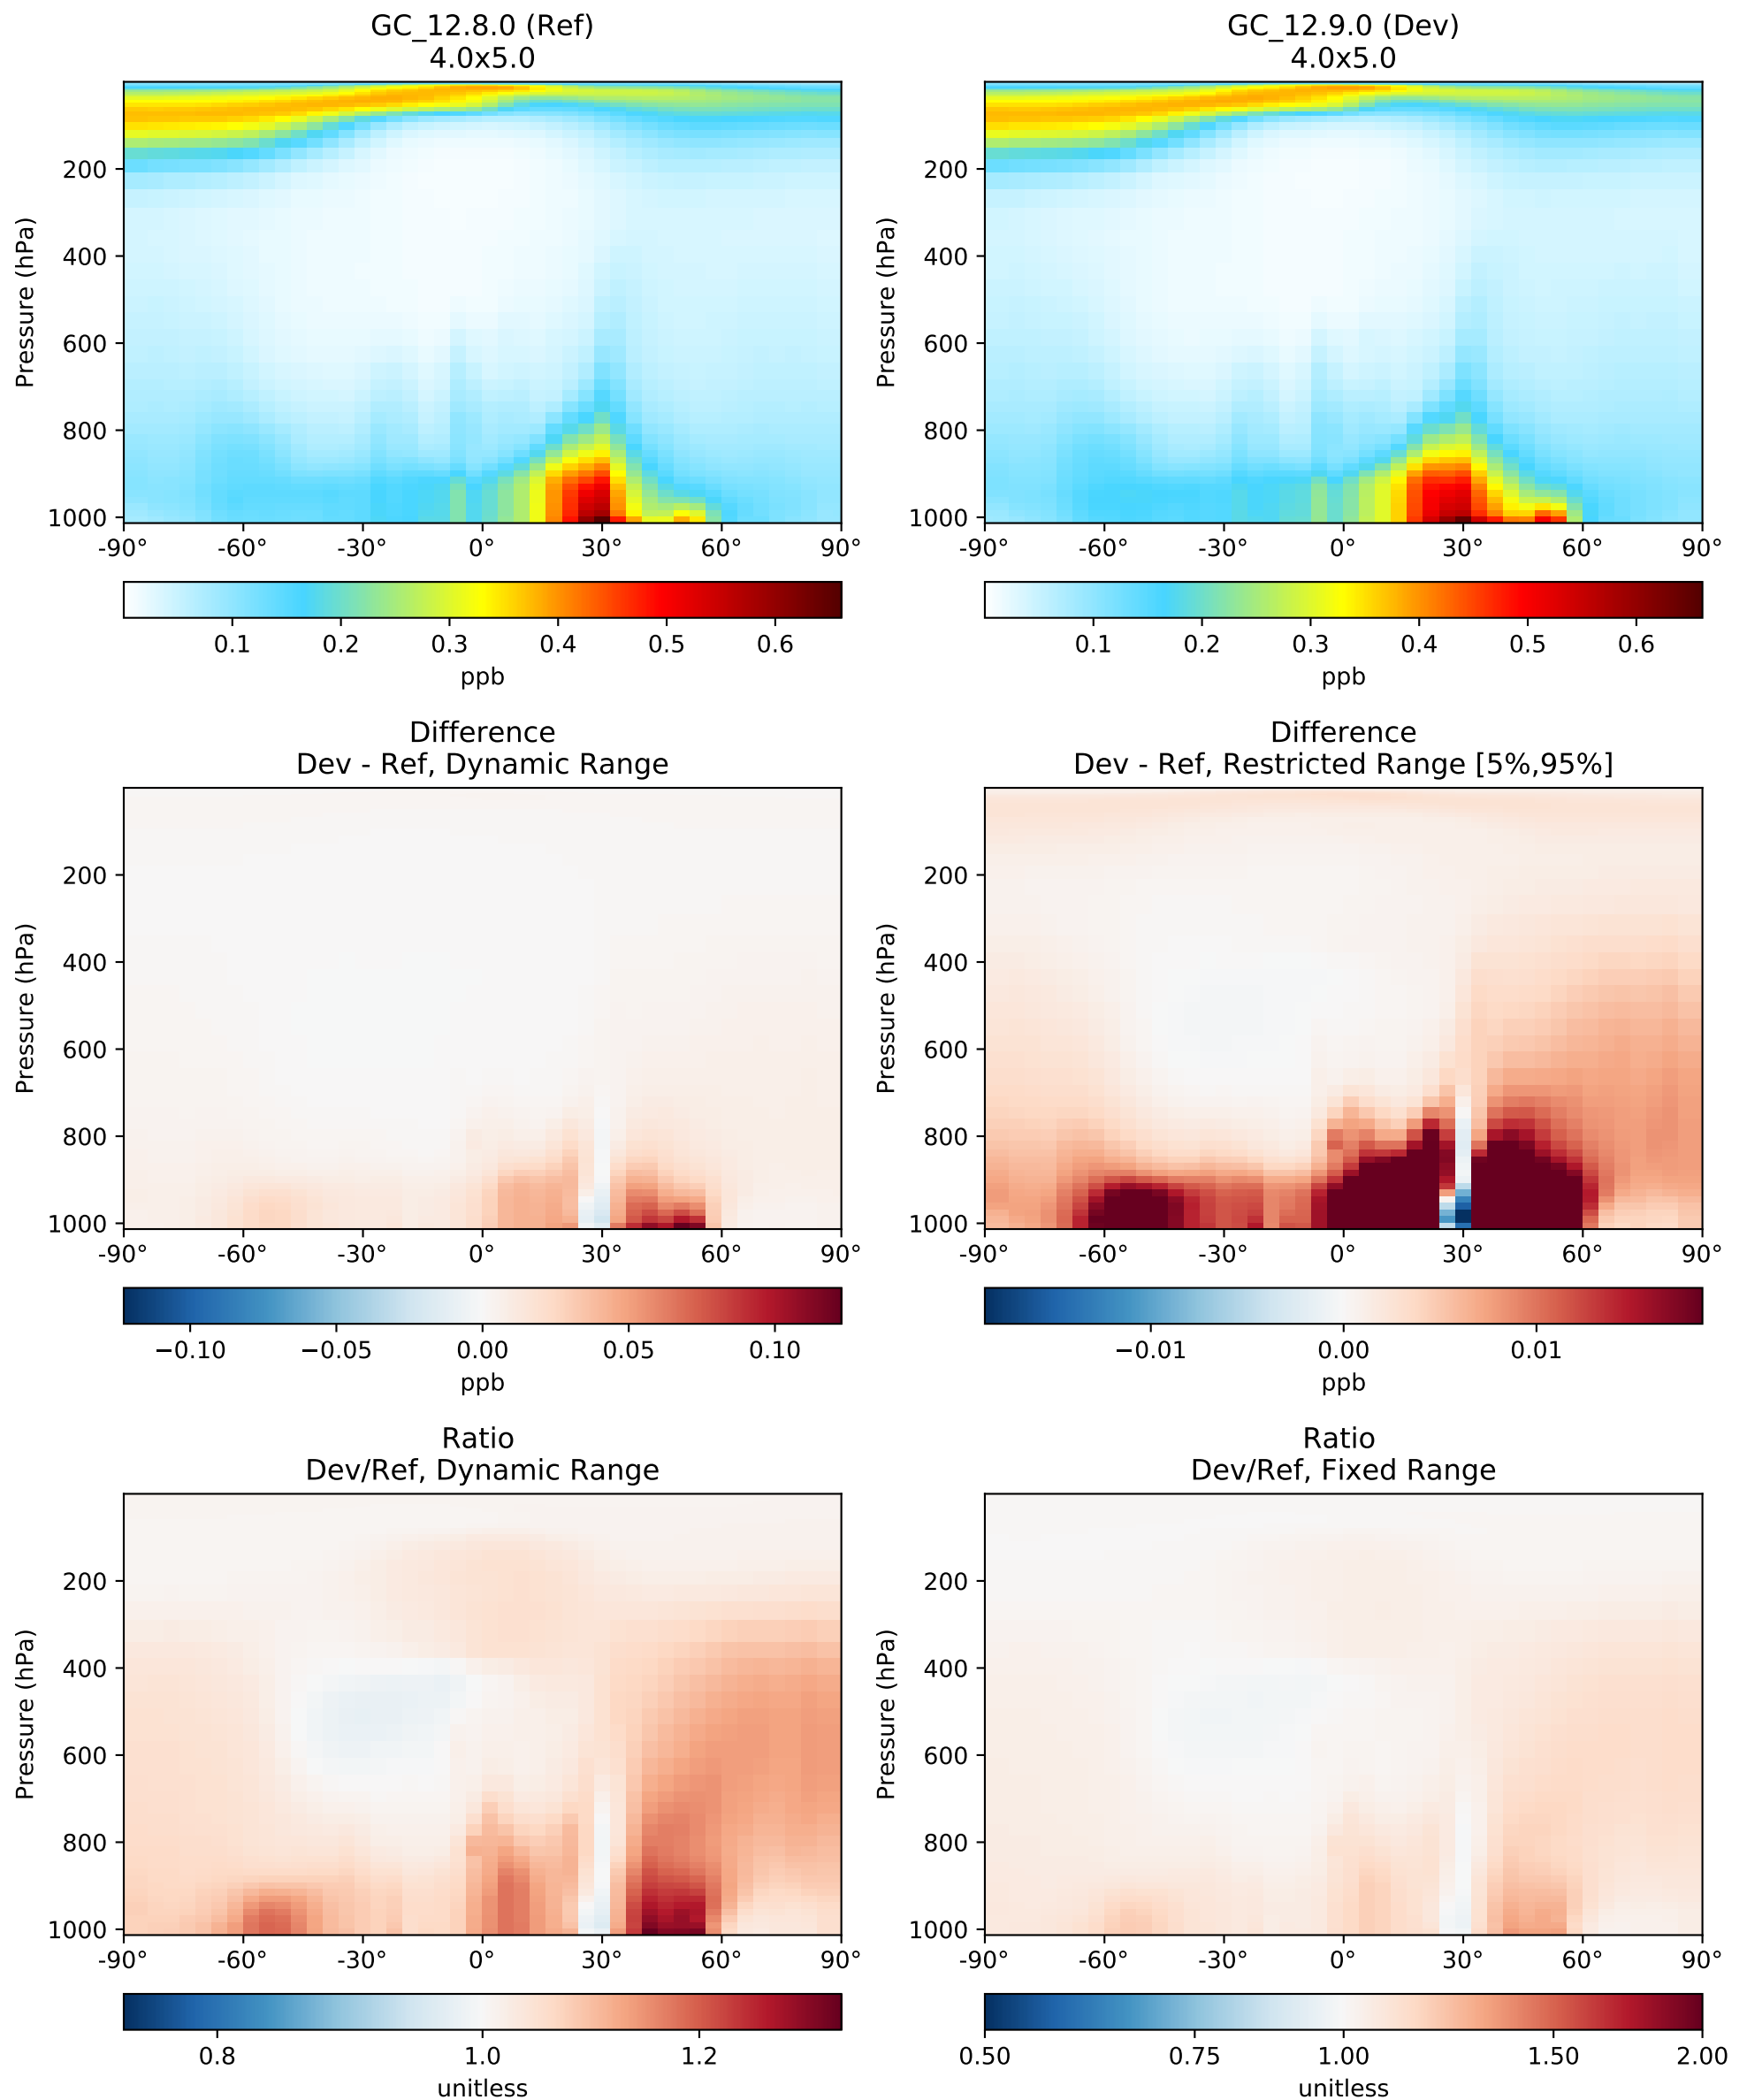 GC_12.8.0 (Ref)
4.0x5.0
Pressure (hPa)
200
400
600
800
1000
-90° -60° -30° 0° 30° 60° 90°
0.1 0.2 0.3 0.4 0.5 0.6
ppb
GC_12.9.0 (Dev)
4.0x5.0
Pressure (hPa)
200
400
600
800
1000
-90° -60° -30° 0° 30° 60° 90°
0.1 0.2 0.3 0.4 0.5 0.6
ppb
Difference
Dev - Ref, Dynamic Range
Pressure (hPa)
200
400
600
800
1000
-90° -60° -30° 0° 30° 60° 90°
−0.10 −0.05 0.00 0.05 0.10
ppb
Difference
Dev - Ref, Restricted Range [5%,95%]
Pressure (hPa)
200
400
600
800
1000
-90° -60° -30° 0° 30° 60° 90°
−0.01 0.00 0.01
ppb
Ratio
Dev/Ref, Dynamic Range
Pressure (hPa)
200
400
600
800
1000
-90° -60° -30° 0° 30° 60° 90°
0.8 1.0 1.2
unitless
Ratio
Dev/Ref, Fixed Range
Pressure (hPa)
200
400
600
800
1000
-90° -60° -30° 0° 30° 60° 90°
0.50 0.75 1.00 1.50 2.00
unitless